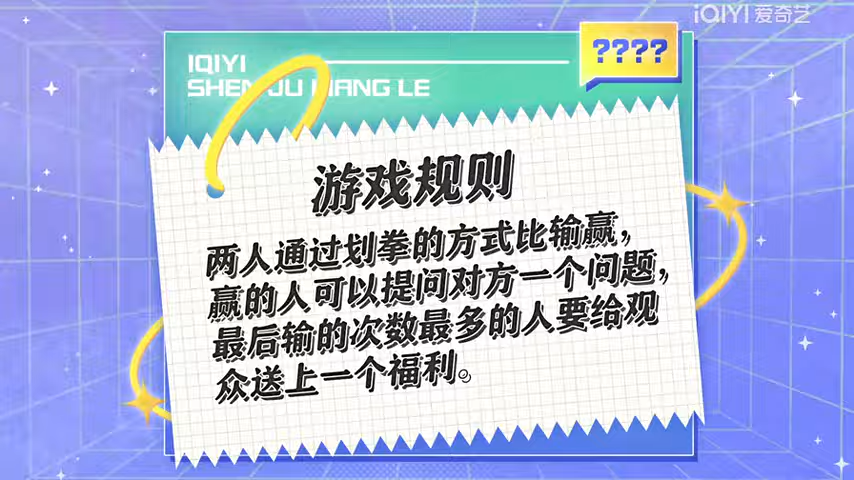 iQIYI 爱奇艺
????
IQIYI
LIANG LE
游戏规则
两人通过划拳的方式比输赢，
赢的人可以提问对方一个问题，
最后输的次数最多的人要给观
众送上一个福利。